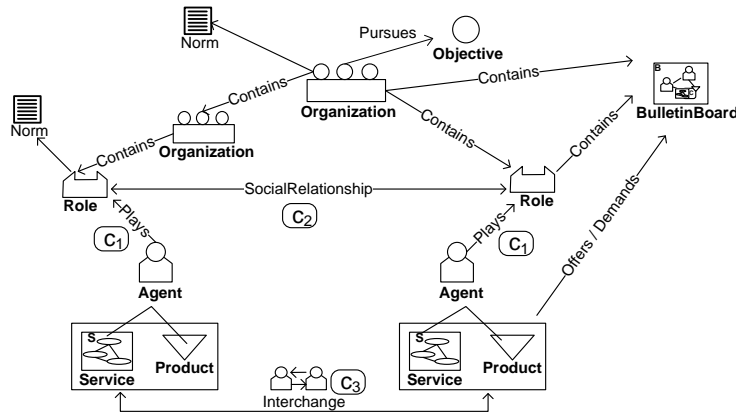 Norm
Pursues
Objective
Contains
Contains
Organization
B
BulletinBoard
Norm
Contains
Organization
Contains
Contains
Role
SocialRelationship
C2
Role
Plays
C1
Plays
C1
Offers / Demands
Agent
Agent
S
Service
Product
S
Service
Product
C3
Interchange